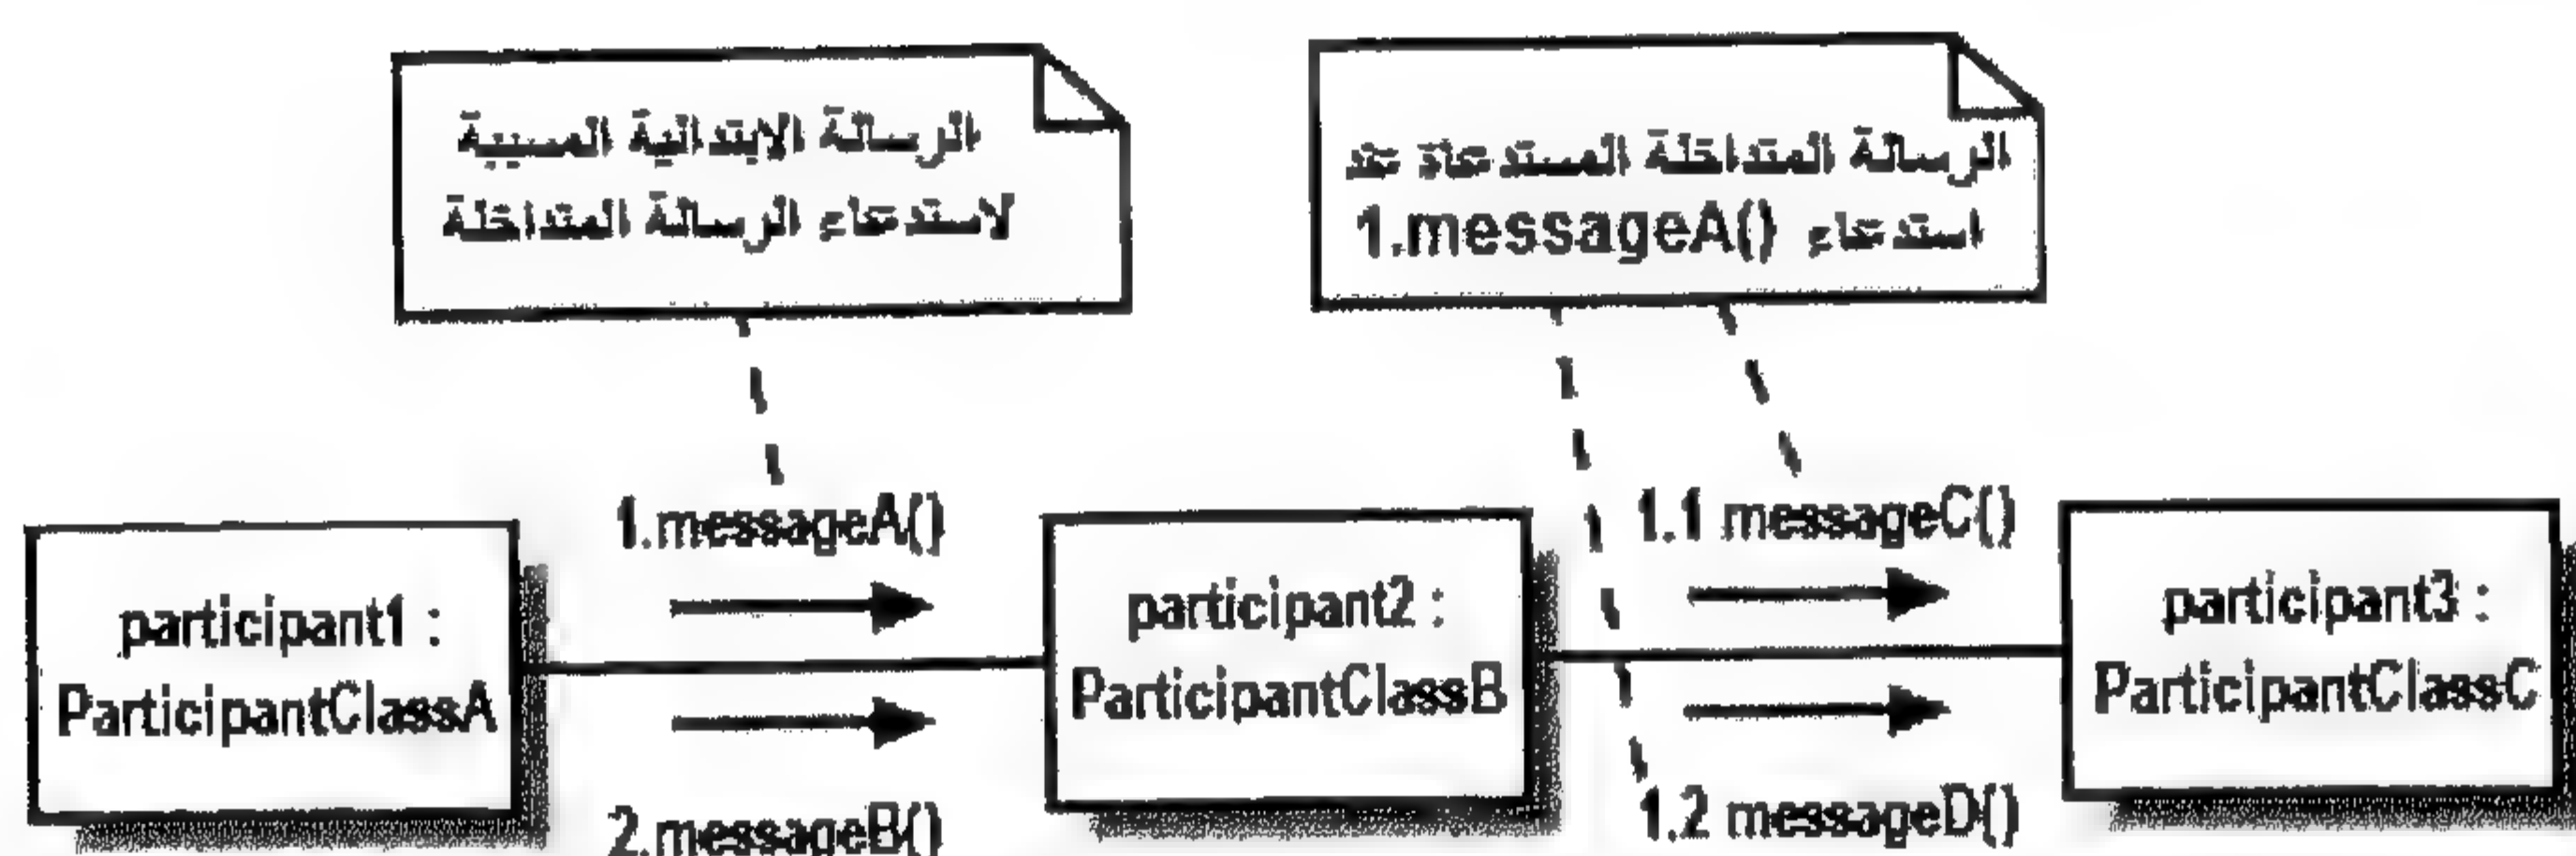 الرسالة الابتدائية المسببة
لاستدعاء الرسالة المتداخلة
الرسالة المتداخلة المستدعاة عند
استدعاء 1.messageA()
1.messageA()
1.1 messageC()
participant1 :
ParticipantClassA
participant2 :
ParticipantClassB
participant3 :
ParticipantClassC
2.messageB()
1.2 messageD()